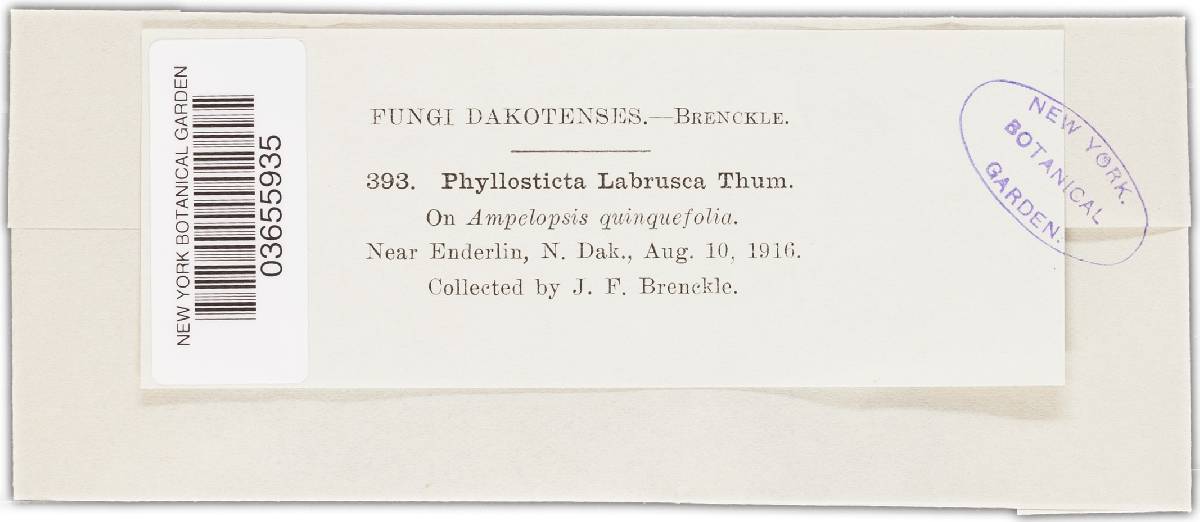 NEW YORK BOTANICAL GARDEN
03655935
FUNGI DAKOTENSES.—BRENCKLE.
393. Phyllosticta Labrusca Thum.
On Ampelopsis quinquefolia.
Near Enderlin, N. Dak., Aug. 10, 1916.
Collected by J. F. Brenckle.
NEW YORK.
BOTANICAL
GARDEN.